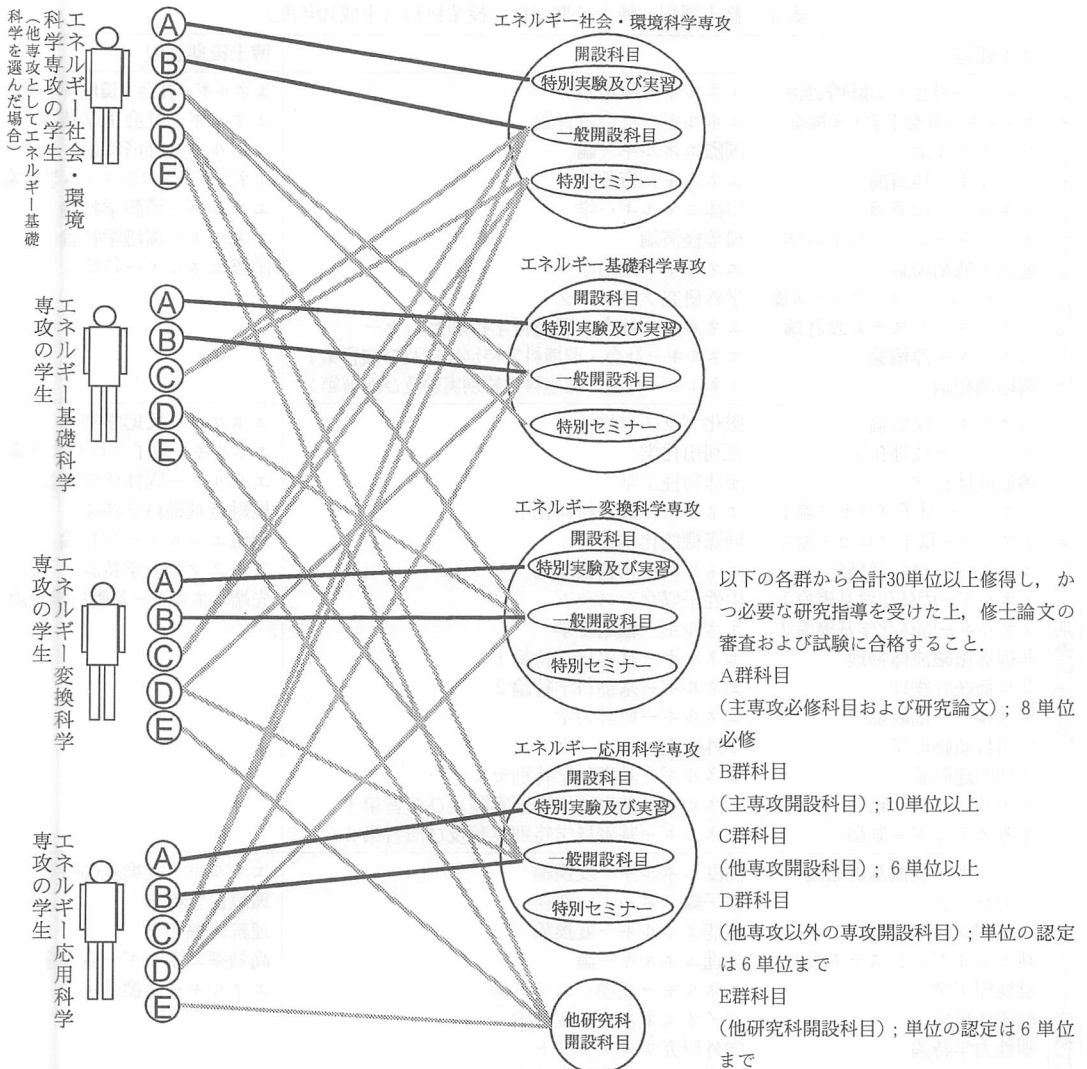 エネルギー社会・環境
科学専攻の学生
(他専攻としてエネルギー基礎
科学を選んだ場合)
A
B
C
D
E
エネルギー基礎科学
専攻の学生
A
B
C
D
E
エネルギー変換科学
専攻の学生
A
B
C
D
E
エネルギー応用科学
専攻の学生
A
B
C
D
E
エネルギー社会・環境科学専攻
開設科目
特別実験及び実習
一般開設科目
特別セミナー
エネルギー基礎科学専攻
開設科目
特別実験及び実習
一般開設科目
特別セミナー
エネルギー変換科学専攻
開設科目
特別実験及び実習
一般開設科目
特別セミナー
エネルギー応用科学専攻
開設科目
特別実験及び実習
一般開設科目
特別セミナー
他研究科
開設科目
以下の各群から合計30単位以上修得し，か
つ必要な研究指導を受けた上，修士論文の
審査および試験に合格すること．
A群科目
(主専攻必修科目および研究論文)；8単位
必修
B群科目
(主専攻開設科目)；10単位以上
C群科目
(他専攻開設科目)；6単位以上
D群科目
(他専攻以外の専攻開設科目)；単位の認定
は6単位まで
E群科目
(他研究科開設科目)；単位の認定は6単位
まで